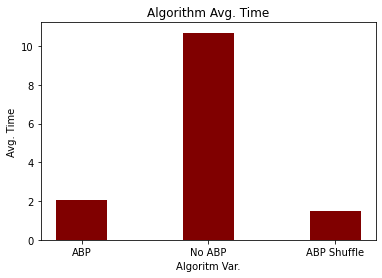 Algorithm Avg. Time
10
8
6
4
2
0
Avg. Time
ABP
No ABP
ABP Shuffle
Algoritm Var.